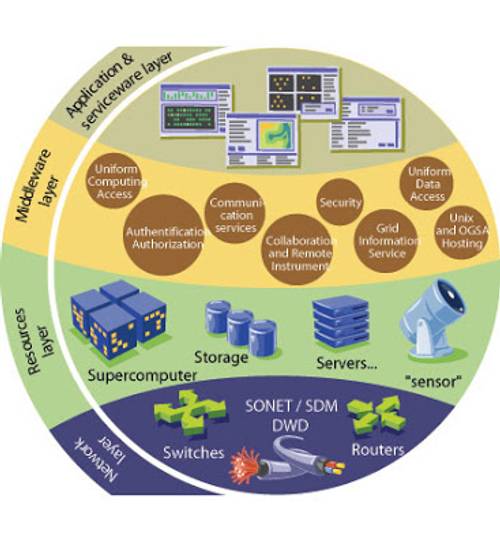 Application &
serviceware layer
Middleware
layer
Uniform
Computing
Access
Authentification
Authorization
Communi-
cation
services
Security
Collaboration
and Remote
Instrument
Grid
Information
Service
Uniform
Data
Access
Unix
and OGSA
Hosting
Resources
layer
Supercomputer
Storage
Servers...
"sensor"
Network
layer
SONET / SDM
DWD
Switches
Routers